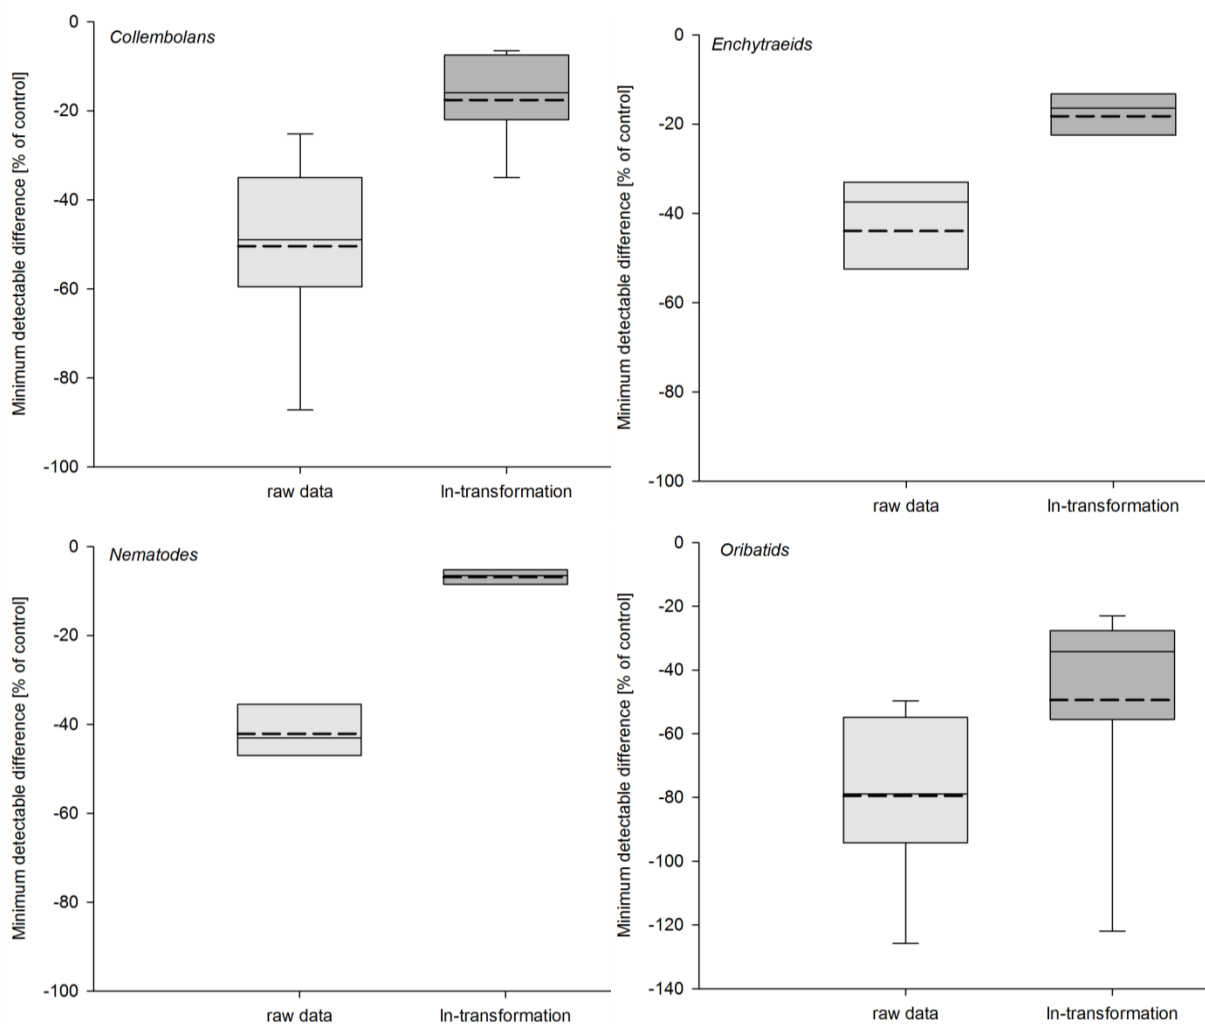 Collembolans
Minimum detectable difference [% of control]
0
-20
-40
-60
-80
-100
raw data
ln-transformation
Enchytraeids
Minimum detectable difference [% of control]
0
-20
-40
-60
-80
-100
raw data
ln-transformation
Nematodes
Minimum detectable difference [% of control]
0
-20
-40
-60
-80
-100
raw data
ln-transformation
Oribatids
Minimum detectable difference [% of control]
0
-20
-40
-60
-80
-100
-120
-140
raw data
ln-transformation